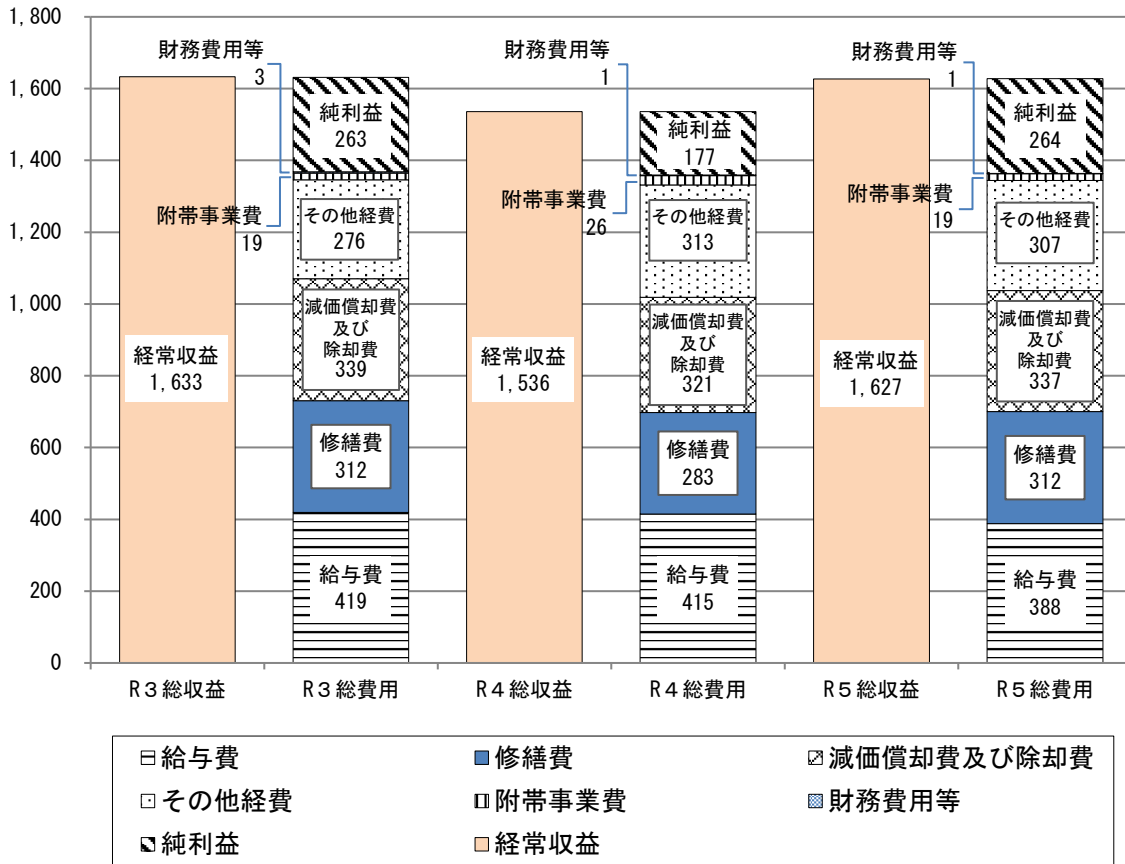 1,800
1,600
1,400
1,200
1,000
800
600
400
200
0
経常収益
1,633
財務費用等
3
附帯事業費
19
純利益
263
その他経費
276
減価償却費
及び
除却費
339
修繕費
312
給与費
419
経常収益
1,536
財務費用等
1
附帯事業費
26
純利益
177
その他経費
313
減価償却費
及び
除却費
321
修繕費
283
給与費
415
経常収益
1,627
財務費用等
1
附帯事業費
19
純利益
264
その他経費
307
減価償却費
及び
除却費
337
修繕費
312
給与費
388
R3総収益 R3総費用 R4総収益 R4総費用 R5総収益 R5総費用
給与費 修繕費 減価償却費及び除却費
その他経費 附帯事業費 財務費用等
純利益 経常収益